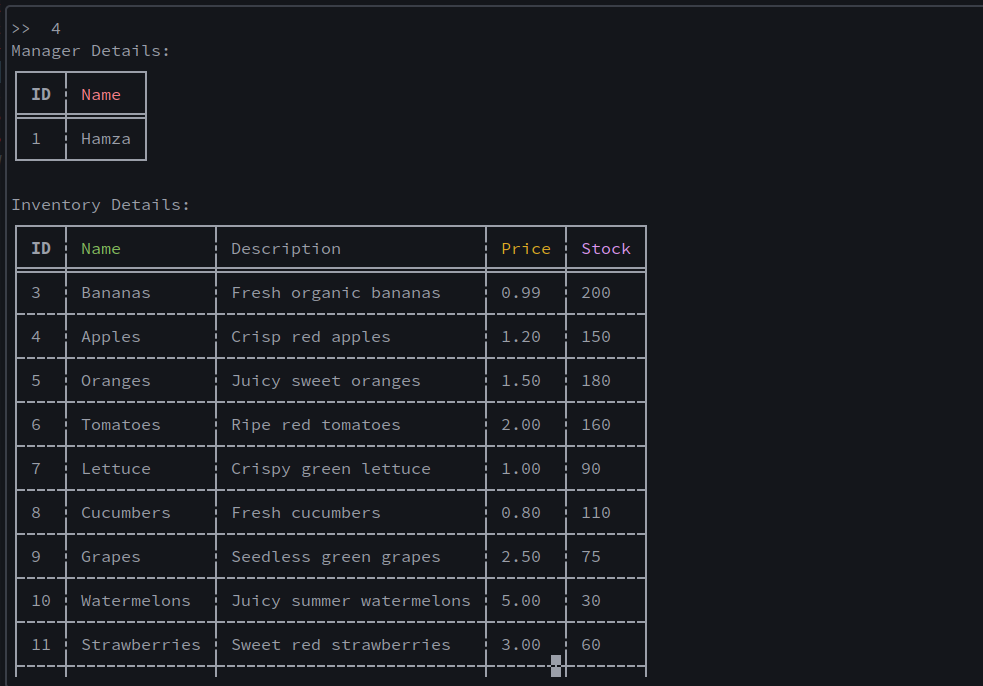 >> 4
Manager Details:
ID Name
1 Hamza
Inventory Details:
ID Name Description Price Stock
3 Bananas Fresh organic bananas 0.99 200
4 Apples Crisp red apples 1.20 150
5 Oranges Juicy sweet oranges 1.50 180
6 Tomatoes Ripe red tomatoes 2.00 160
7 Lettuce Crispy green lettuce 1.00 90
8 Cucumbers Fresh cucumbers 0.80 110
9 Grapes Seedless green grapes 2.50 75
10 Watermelons Juicy summer watermelons 5.00 30
11 Strawberries Sweet red strawberries 3.00 60